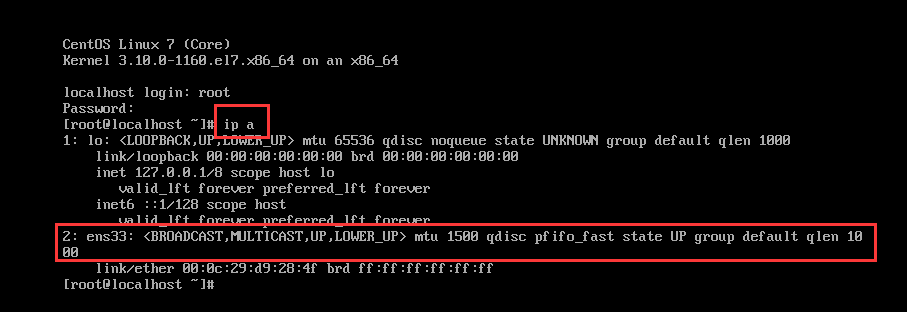 CentOS Linux 7 (Core)
Kernel 3.10.0-1160.el7.x86_64 on an x86_64
localhost login: root
Password:
[root@localhost ~]# ip a
1: lo: <LOOPBACK,UP,LOWER_UP> mtu 65536 qdisc noqueue state UNKNOWN group default qlen 1000
link/loopback 00:00:00:00:00:00 brd 00:00:00:00:00:00
inet 127.0.0.1/8 scope host lo
valid_lft forever preferred_lft forever
inet6 ::1/128 scope host
valid_lft forever preferred_lft forever
2: ens33: <BROADCAST,MULTICAST,UP,LOWER_UP> mtu 1500 qdisc pfifo_fast state UP group default qlen 10
00
link/ether 00:0c:29:d9:28:4f brd ff:ff:ff:ff:ff:ff
[root@localhost ~]#